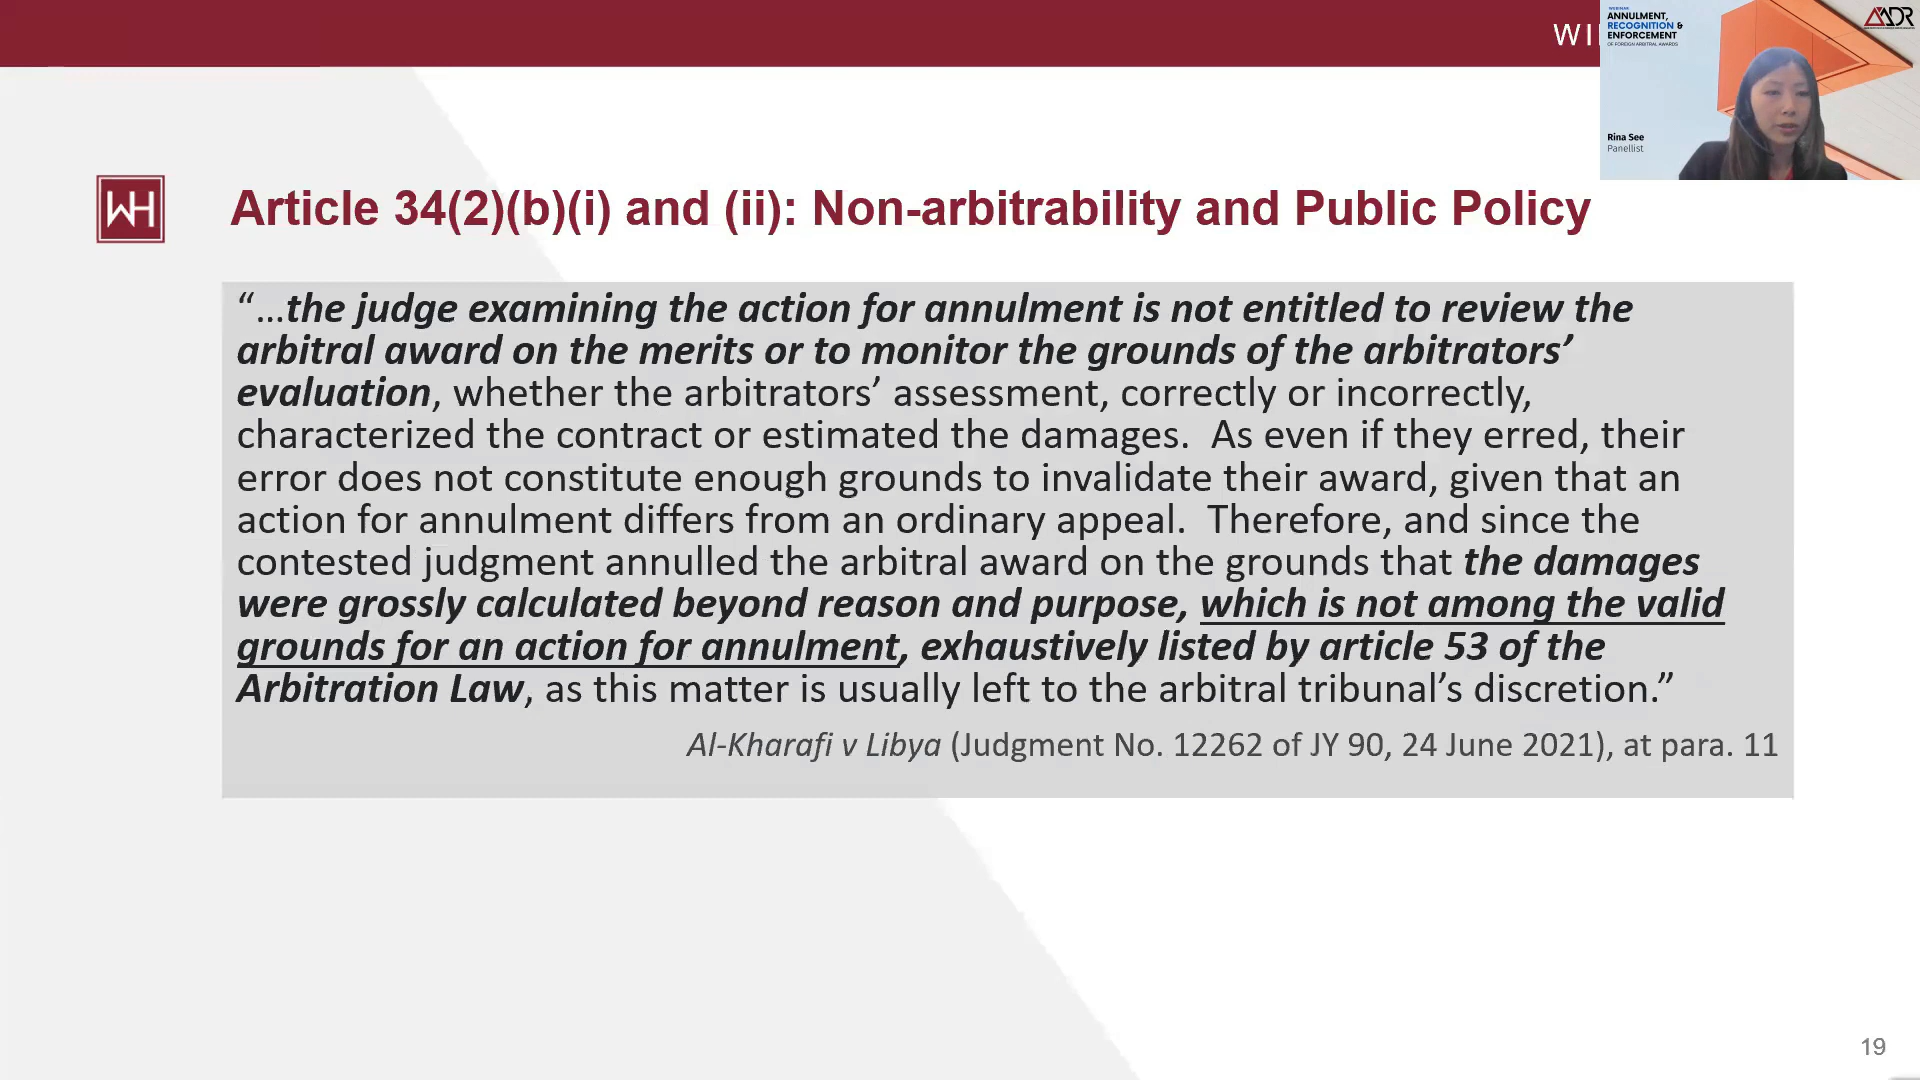 WI
WEBINAR
ANNULMENT,
RECOGNITION &
ENFORCEMENT
OF FOREIGN ARBITRAL AWARDS
Rina See
Panellist
WH
Article 34(2)(b)(i) and (ii): Non-arbitrability and Public Policy
“…the judge examining the action for annulment is not entitled to review the
arbitral award on the merits or to monitor the grounds of the arbitrators’
evaluation, whether the arbitrators’ assessment, correctly or incorrectly,
characterized the contract or estimated the damages.  As even if they erred, their
error does not constitute enough grounds to invalidate their award, given that an
action for annulment differs from an ordinary appeal.  Therefore, and since the
contested judgment annulled the arbitral award on the grounds that the damages
were grossly calculated beyond reason and purpose, which is not among the valid
grounds for an action for annulment, exhaustively listed by article 53 of the
Arbitration Law, as this matter is usually left to the arbitral tribunal’s discretion.”
Al-Kharafi v Libya (Judgment No. 12262 of JY 90, 24 June 2021), at para. 11
19